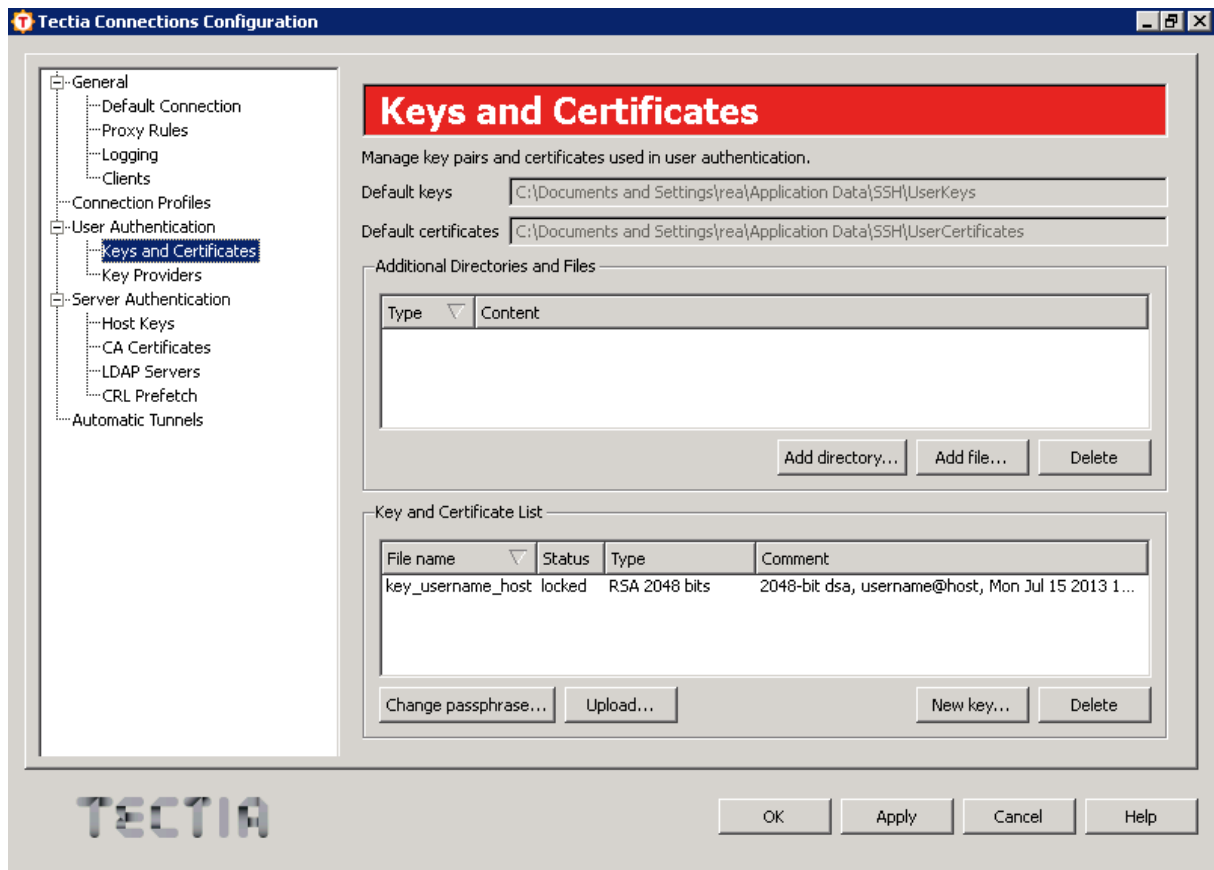 Tectia Connections Configuration
General
Default Connection
Proxy Rules
Logging
Clients
Connection Profiles
User Authentication
Keys and Certificates
Key Providers
Server Authentication
Host Keys
CA Certificates
LDAP Servers
CRL Prefetch
Automatic Tunnels
Keys and Certificates
Manage key pairs and certificates used in user authentication.
Default keys C:\Documents and Settings\rea\Application Data\SSH\UserKeys
Default certificates C:\Documents and Settings\rea\Application Data\SSH\UserCertificates
Additional Directories and Files
Type Content
Add directory... Add file... Delete
Key and Certificate List
File name Status Type Comment
key_username_host locked RSA 2048 bits 2048-bit dsa, username@host, Mon Jul 15 2013 1...
Change passphrase... Upload... New key... Delete
TECTIA
OK Apply Cancel Help